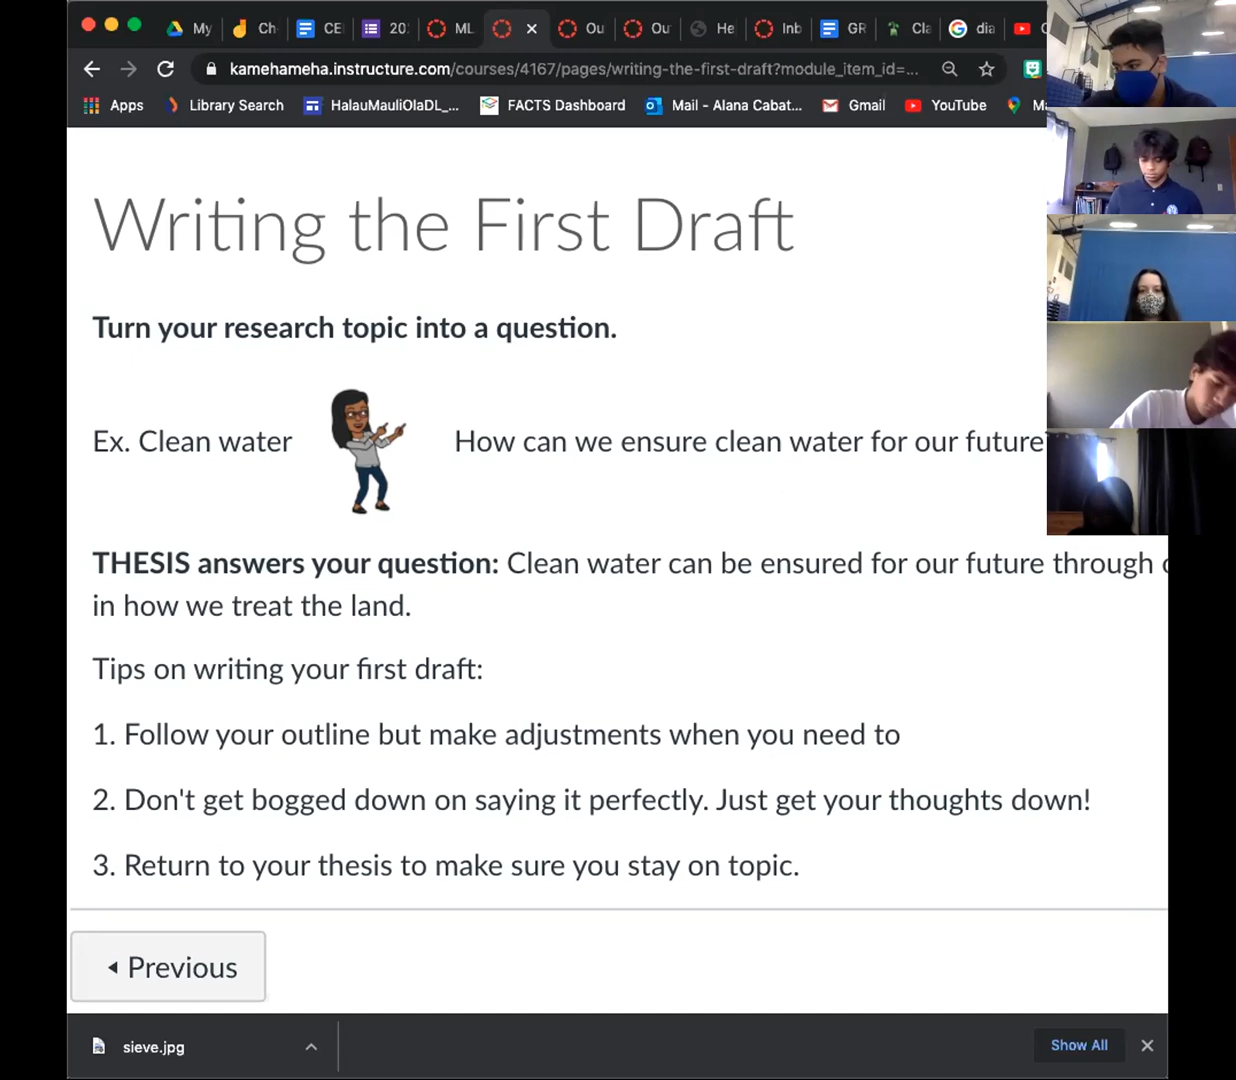 My
Ch
CE
20
ML
Ou
Ou
He
Inb
GR
Cla
dia
kamehameha.instructure.com/courses/4167/pages/writing-the-first-draft?module_item_id=...
Apps Library Search HalauMauliOlaDL_... FACTS Dashboard Mail - Alana Cabat... Gmail YouTube
Writing the First Draft
Turn your research topic into a question.
Ex. Clean water How can we ensure clean water for our future
THESIS answers your question: Clean water can be ensured for our future through
in how we treat the land.
Tips on writing your first draft:
1. Follow your outline but make adjustments when you need to
2. Don't get bogged down on saying it perfectly. Just get your thoughts down!
3. Return to your thesis to make sure you stay on topic.
Previous
sieve.jpg Show All